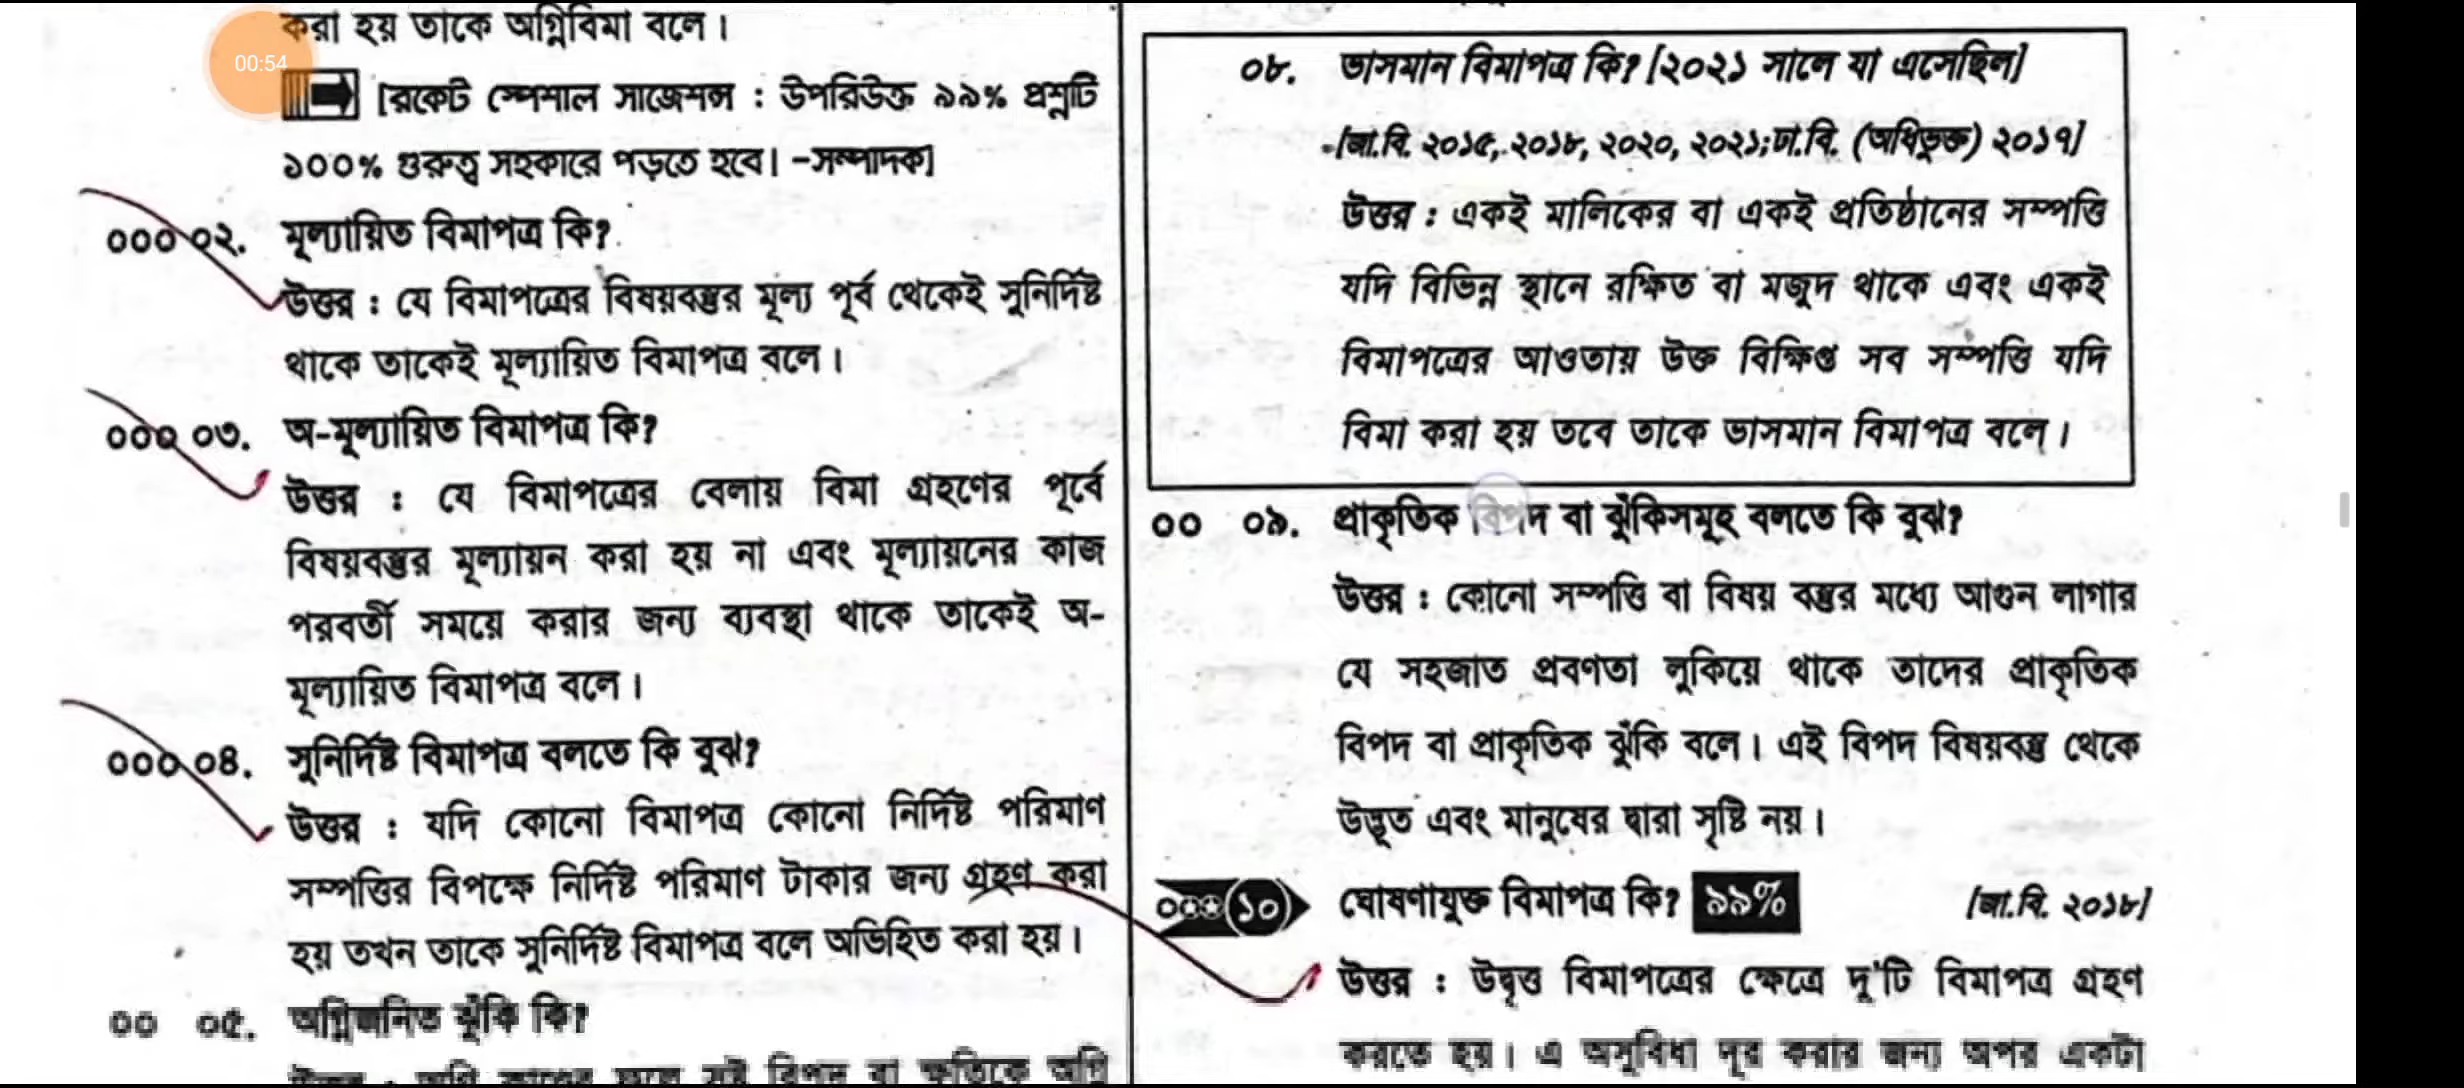 করা হয় তাকে অগ্নিবিমা বলে।
00:54
[রকেট স্পেশাল সাজেশন্স : উপরিউক্ত ৯৯% প্রশ্নটি
১০০% গুরুত্ব সহকারে পড়তে হবে। -সম্পাদক]
০০০ ০২. মূল্যায়িত বিমাপত্র কি?
উত্তর : যে বিমাপত্রের বিষয়বস্তুর মূল্য পূর্ব থেকেই সুনির্দিষ্ট
থাকে তাকেই মূল্যায়িত বিমাপত্র বলে।
০০০ ০৩. অ-মূল্যায়িত বিমাপত্র কি?
উত্তর : যে বিমাপত্রের বেলায় বিমা গ্রহণের পূর্বে
বিষয়বস্তুর মূল্যায়ন করা হয় না এবং মূল্যায়নের কাজ
পরবর্তী সময়ে করার জন্য ব্যবস্থা থাকে তাকেই অ-
মূল্যায়িত বিমাপত্র বলে।
০০০ ০৪. সুনির্দিষ্ট বিমাপত্র বলতে কি বুঝ?
উত্তর : যদি কোনো বিমাপত্র কোনো নির্দিষ্ট পরিমাণ
সম্পত্তির বিপক্ষে নির্দিষ্ট পরিমাণ টাকার জন্য গ্রহণ করা
হয় তখন তাকে সুনির্দিষ্ট বিমাপত্র বলে অভিহিত করা হয়।
০০ ০৫. অগ্নিজনিত ঝুঁকি কি?
০৮. ভাসমান বিমাপত্র কি? [২০২১ সালে যা এসেছিল]
[জা.বি. ২০১৫, ২০১৮, ২০২০, ২০২১; ঢা.বি. (অধিভুক্ত) ২০১৭]
উত্তর : একই মালিকের বা একই প্রতিষ্ঠানের সম্পত্তি
যদি বিভিন্ন স্থানে রক্ষিত বা মজুদ থাকে এবং একই
বিমাপত্রের আওতায় উক্ত বিক্ষিপ্ত সব সম্পত্তি যদি
বিমা করা হয় তবে তাকে ভাসমান বিমাপত্র বলে।
০০ ০৯. প্রাকৃতিক বিপদ বা ঝুঁকিসমূহ বলতে কি বুঝ?
উত্তর : কোনো সম্পত্তি বা বিষয় বস্তুর মধ্যে আগুন লাগার
যে সহজাত প্রবণতা লুকিয়ে থাকে তাদের প্রাকৃতিক
বিপদ বা প্রাকৃতিক ঝুঁকি বলে। এই বিপদ বিষয়বস্তু থেকে
উদ্ভূত এবং মানুষের দ্বারা সৃষ্টি নয়।
১০ ঘোষণাযুক্ত বিমাপত্র কি? ৯৯% [জা.বি. ২০১৮]
উত্তর : উদ্বৃত্ত বিমাপত্রের ক্ষেত্রে দু'টি বিমাপত্র গ্রহণ
করতে হয়। এ অসুবিধা দূর করার জন্য অপর একটা